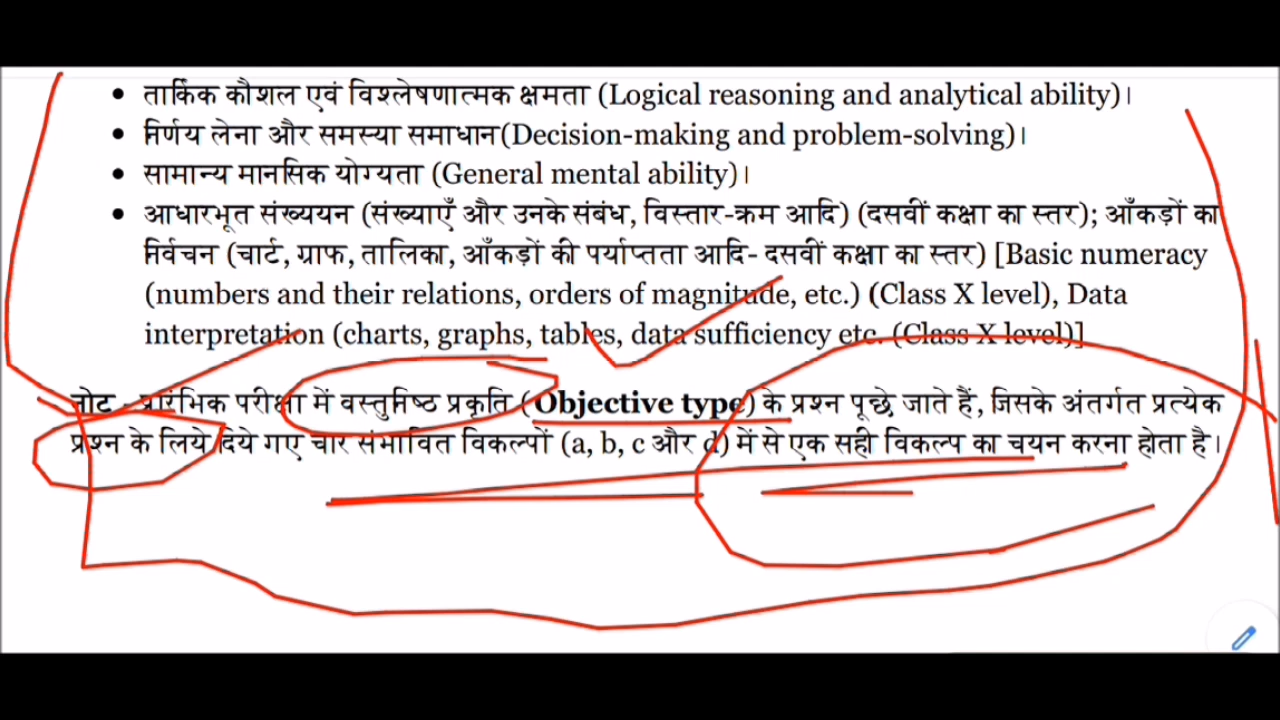 • तार्किक कौशल एवं विश्लेषणात्मक क्षमता (Logical reasoning and analytical ability)।
• निर्णय लेना और समस्या समाधान(Decision-making and problem-solving)।
• सामान्य मानसिक योग्यता (General mental ability)।
• आधारभूत संख्ययन (संख्याएँ और उनके संबंध, विस्तार-क्रम आदि) (दसवीं कक्षा का स्तर); आँकड़ों का
निर्वचन (चार्ट, ग्राफ, तालिका, आँकड़ों की पर्याप्तता आदि- दसवीं कक्षा का स्तर) [Basic numeracy
(numbers and their relations, orders of magnitude, etc.) (Class X level), Data
interpretation (charts, graphs, tables, data sufficiency etc. (Class X level)]
नोट - प्रारंभिक परीक्षा में वस्तुनिष्ठ प्रकृति (Objective type) के प्रश्न पूछे जाते हैं, जिसके अंतर्गत प्रत्येक
प्रश्न के लिये दिये गए चार संभावित विकल्पों (a, b, c और d) में से एक सही विकल्प का चयन करना होता है।